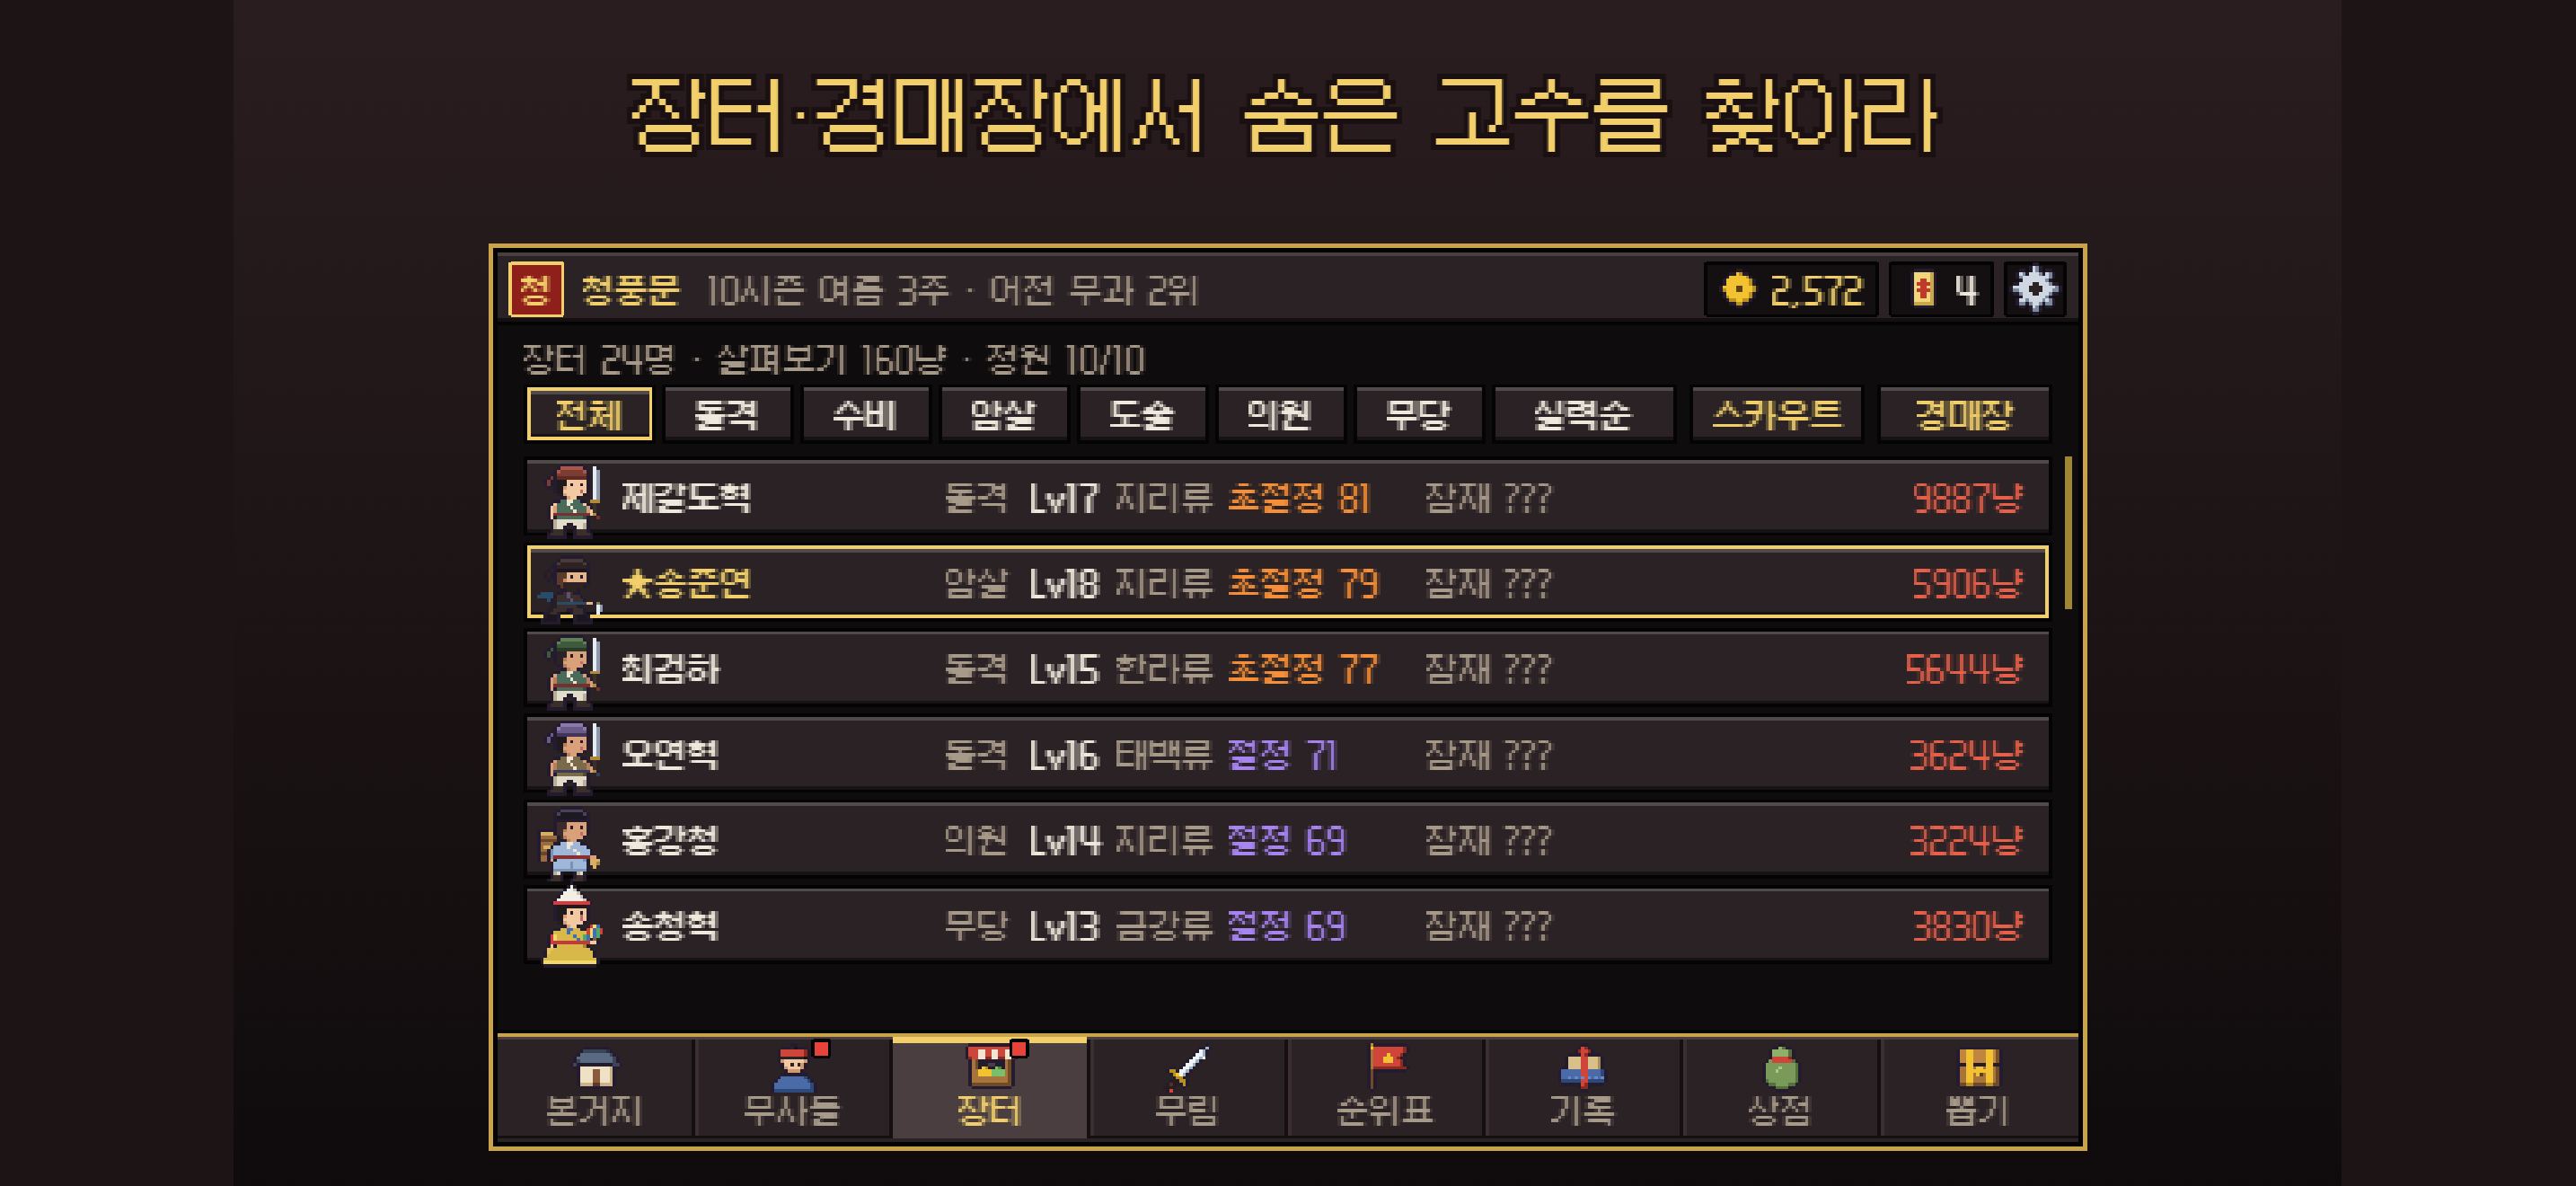 장터·경매장에서 숨은 고수를 찾아라
청 청풍문 10시즌 여름 3주 · 어전 무과 2위 2,572 4
장터 24명 · 살펴보기 160냥 · 정원 10/10
전체 돌격 수비 암살 도술 의원 무당 실력순 스카우트 경매장
제갈도혁 돌격 Lv17 지리류 초절정 81 잠재 ??? 9887냥
★송준연 암살 Lv18 지리류 초절정 79 잠재 ??? 5906냥
최검하 돌격 Lv15 한라류 초절정 77 잠재 ??? 5644냥
오연혁 돌격 Lv16 태백류 절정 71 잠재 ??? 3624냥
홍강청 의원 Lv14 지리류 절정 69 잠재 ??? 3224냥
송청혁 무당 Lv13 금강류 절정 69 잠재 ??? 3830냥
본거지 무사들 장터 무림 순위표 기록 상점 뽑기